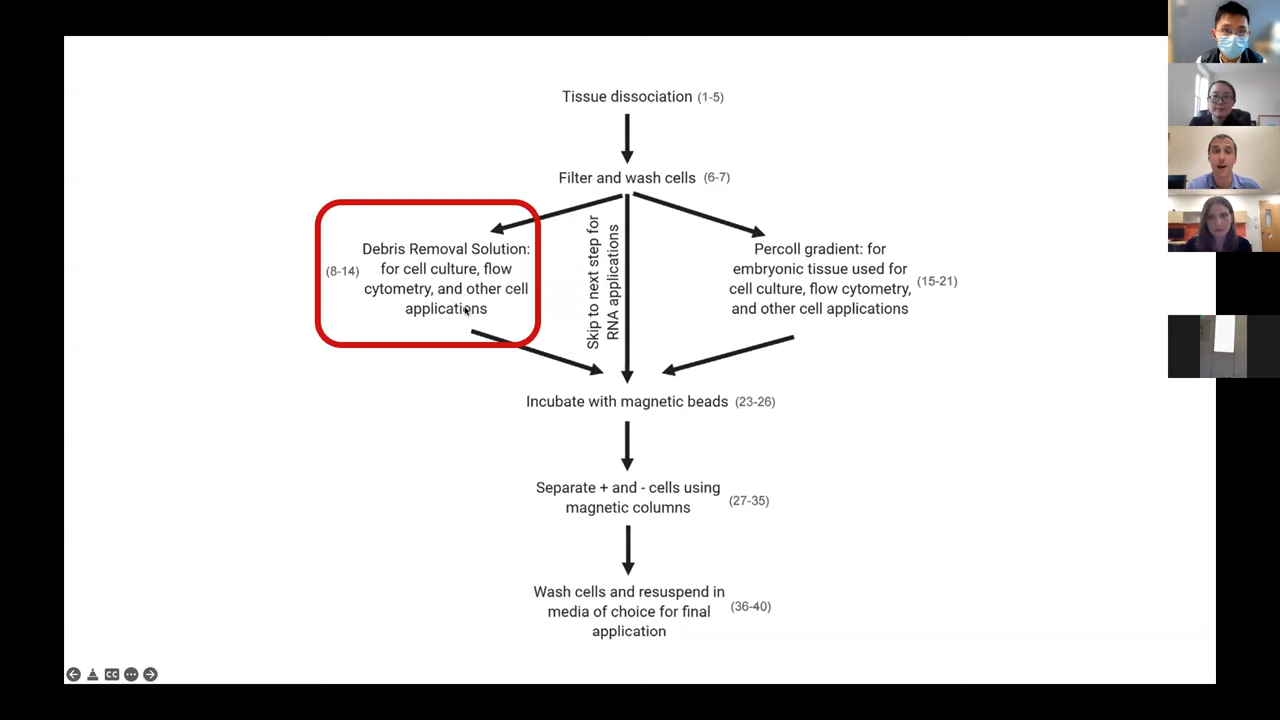 Tissue dissociation (1-5)
Filter and wash cells (6-7)
Debris Removal Solution:
for cell culture, flow
cytometry, and other cell
applications
(8-14)
Skip to next step for
RNA applications
Percoll gradient: for
embryonic tissue used for
cell culture, flow cytometry,
and other cell applications
(15-21)
Incubate with magnetic beads (23-26)
Separate + and - cells using
magnetic columns
(27-35)
Wash cells and resuspend in
media of choice for final
application
(36-40)
CC